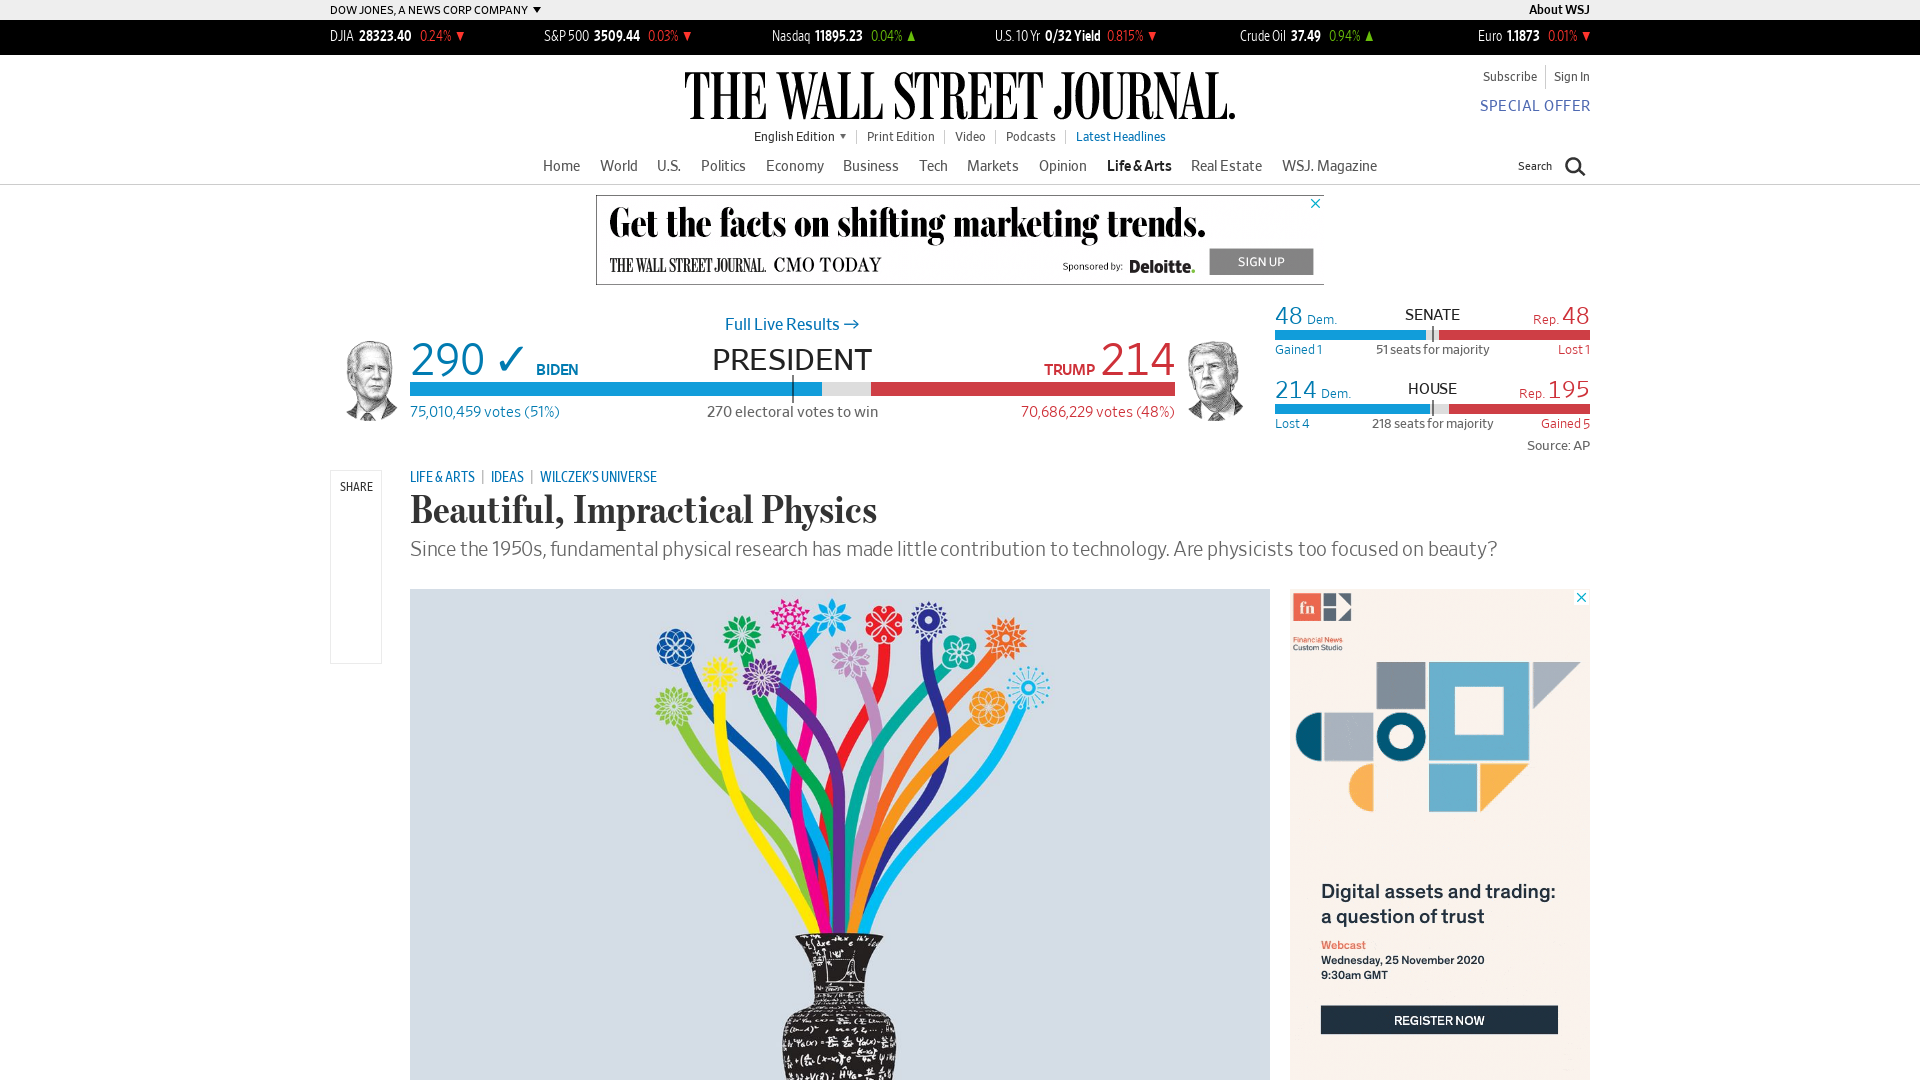 DOW JONES, A NEWS CORP COMPANY
About WSJ
DJIA 28323.40 0.24%
S&P 500 3509.44 0.03%
Nasdaq 11895.23 0.04%
U.S. 10 Yr 0/32 Yield 0.815%
Crude Oil 37.49 0.94%
Euro 1.1873 0.01%
THE WALL STREET JOURNAL.
Subscribe Sign In
SPECIAL OFFER
English Edition Print Edition Video Podcasts Latest Headlines
Home World U.S. Politics Economy Business Tech Markets Opinion Life & Arts Real Estate WSJ. Magazine
Search
Get the facts on shifting marketing trends.
THE WALL STREET JOURNAL. CMO TODAY
Sponsored by: Deloitte.
SIGN UP
Full Live Results →
290 ✓ BIDEN
PRESIDENT
TRUMP 214
75,010,459 votes (51%)
270 electoral votes to win
70,686,229 votes (48%)
48 Dem. SENATE Rep. 48
Gained 1 51 seats for majority Lost 1
214 Dem. HOUSE Rep. 195
Lost 4 218 seats for majority Gained 5
Source: AP
SHARE
LIFE & ARTS | IDEAS | WILCZEK'S UNIVERSE
Beautiful, Impractical Physics
Since the 1950s, fundamental physical research has made little contribution to technology. Are physicists too focused on beauty?
fn
Financial News
Custom Studio
Digital assets and trading:
a question of trust
Webcast
Wednesday, 25 November 2020
9:30am GMT
REGISTER NOW